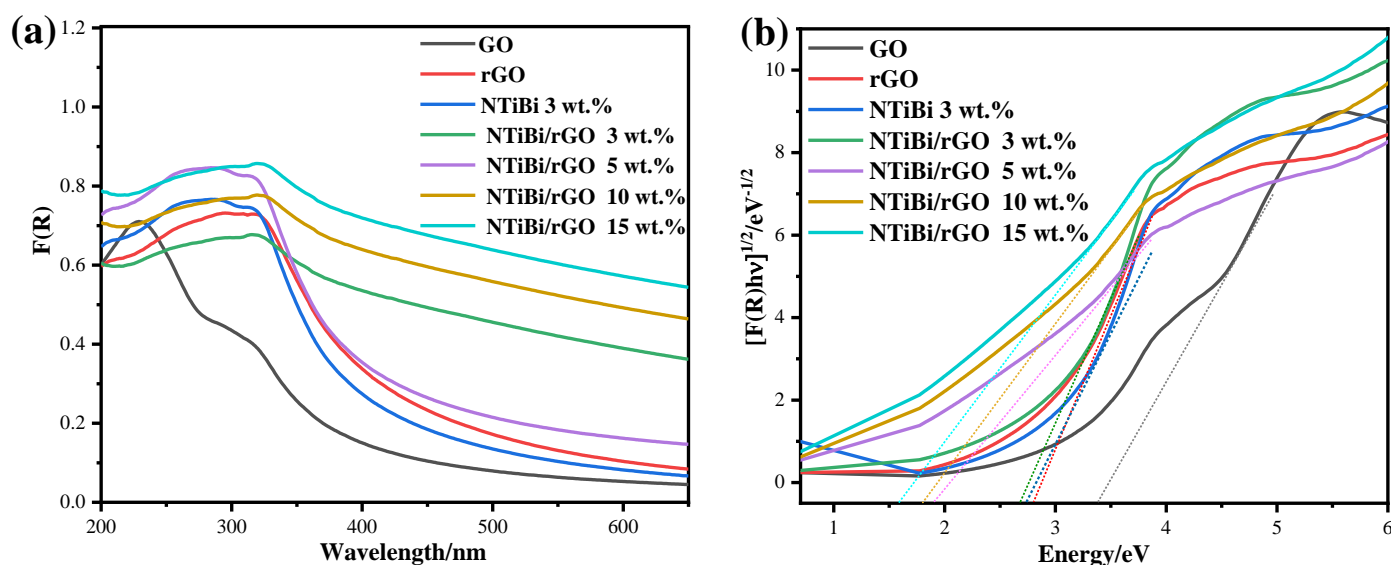 (a)
1.2
1.0
0.8
0.6
0.4
0.2
0.0
F(R)
200 300 400 500 600
Wavelength/nm
GO
rGO
NTiBi 3 wt.%
NTiBi/rGO 3 wt.%
NTiBi/rGO 5 wt.%
NTiBi/rGO 10 wt.%
NTiBi/rGO 15 wt.%
(b)
10
8
6
4
2
0
[F(R)hν]^1/2/eV^-1/2
1 2 3 4 5 6
Energy/eV
GO
rGO
NTiBi 3 wt.%
NTiBi/rGO 3 wt.%
NTiBi/rGO 5 wt.%
NTiBi/rGO 10 wt.%
NTiBi/rGO 15 wt.%